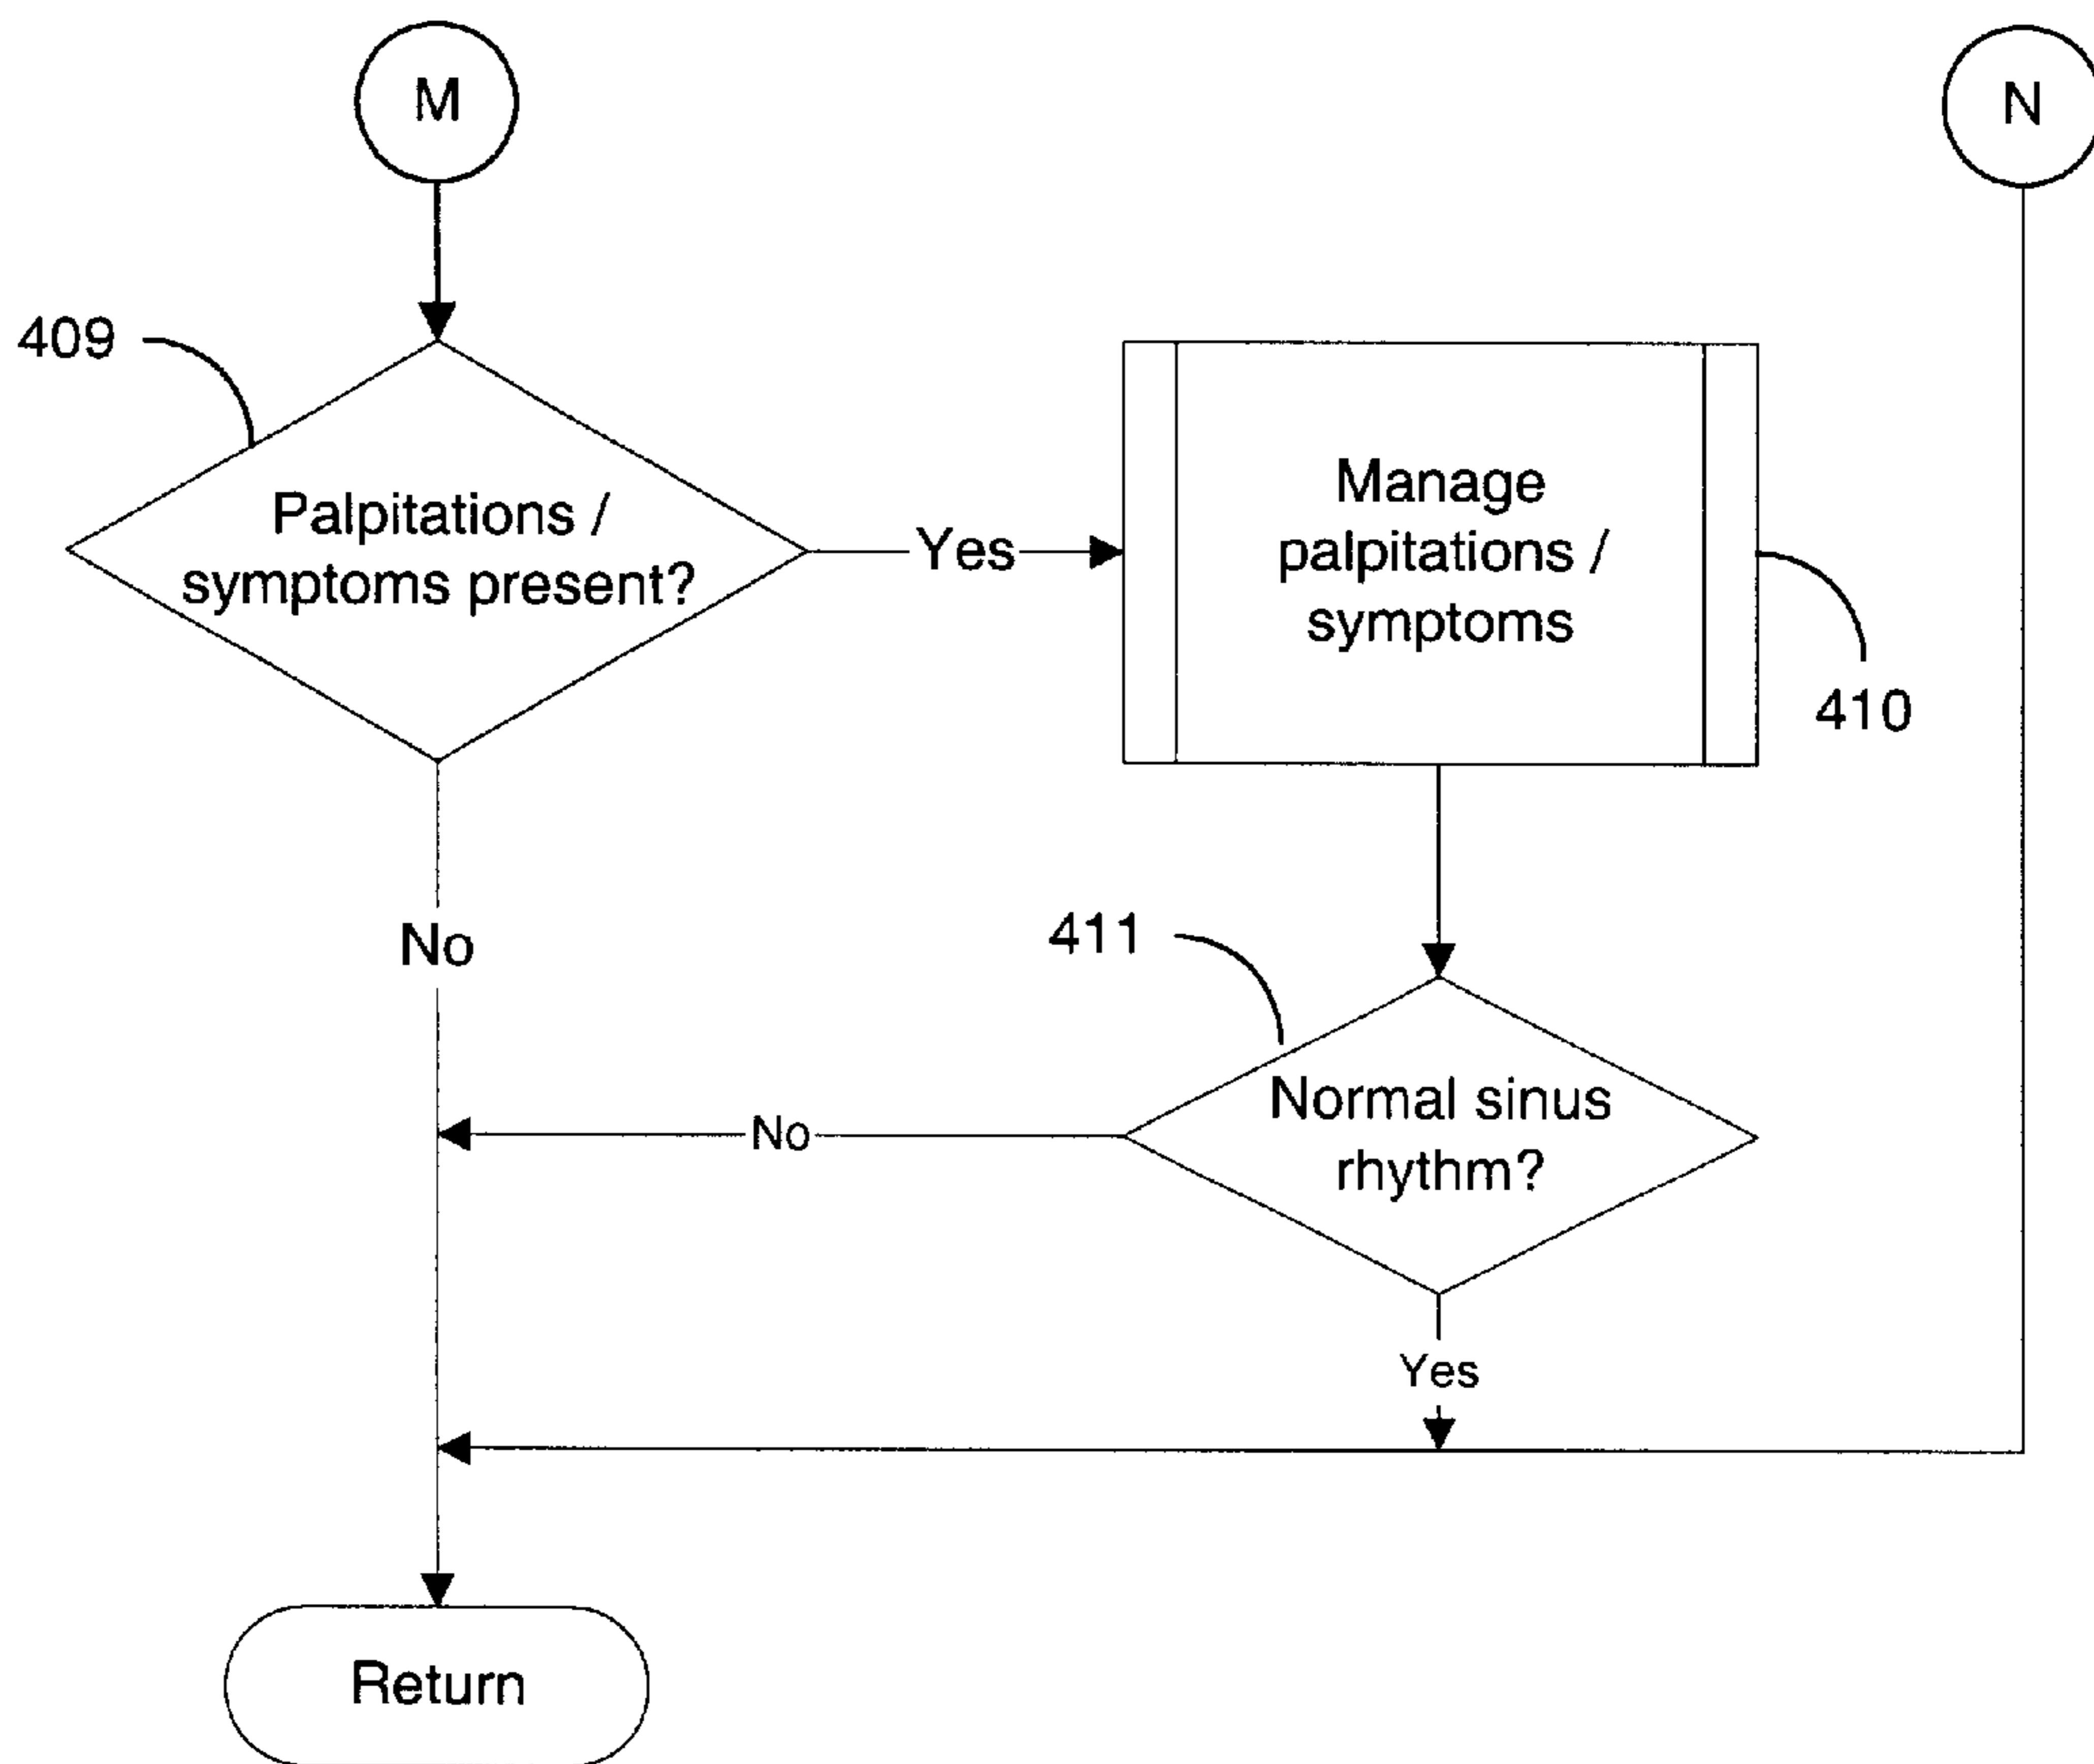 M
N
409
Palpitations /
symptoms present?
Yes
Manage
palpitations /
symptoms
410
No
411
Normal sinus
rhythm?
No
Yes
Return